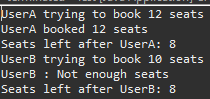 UserA trying to book 12 seats
UserA booked 12 seats
Seats left after UserA: 8
UserB trying to book 10 seats
UserB : Not enough seats
Seats left after UserB: 8